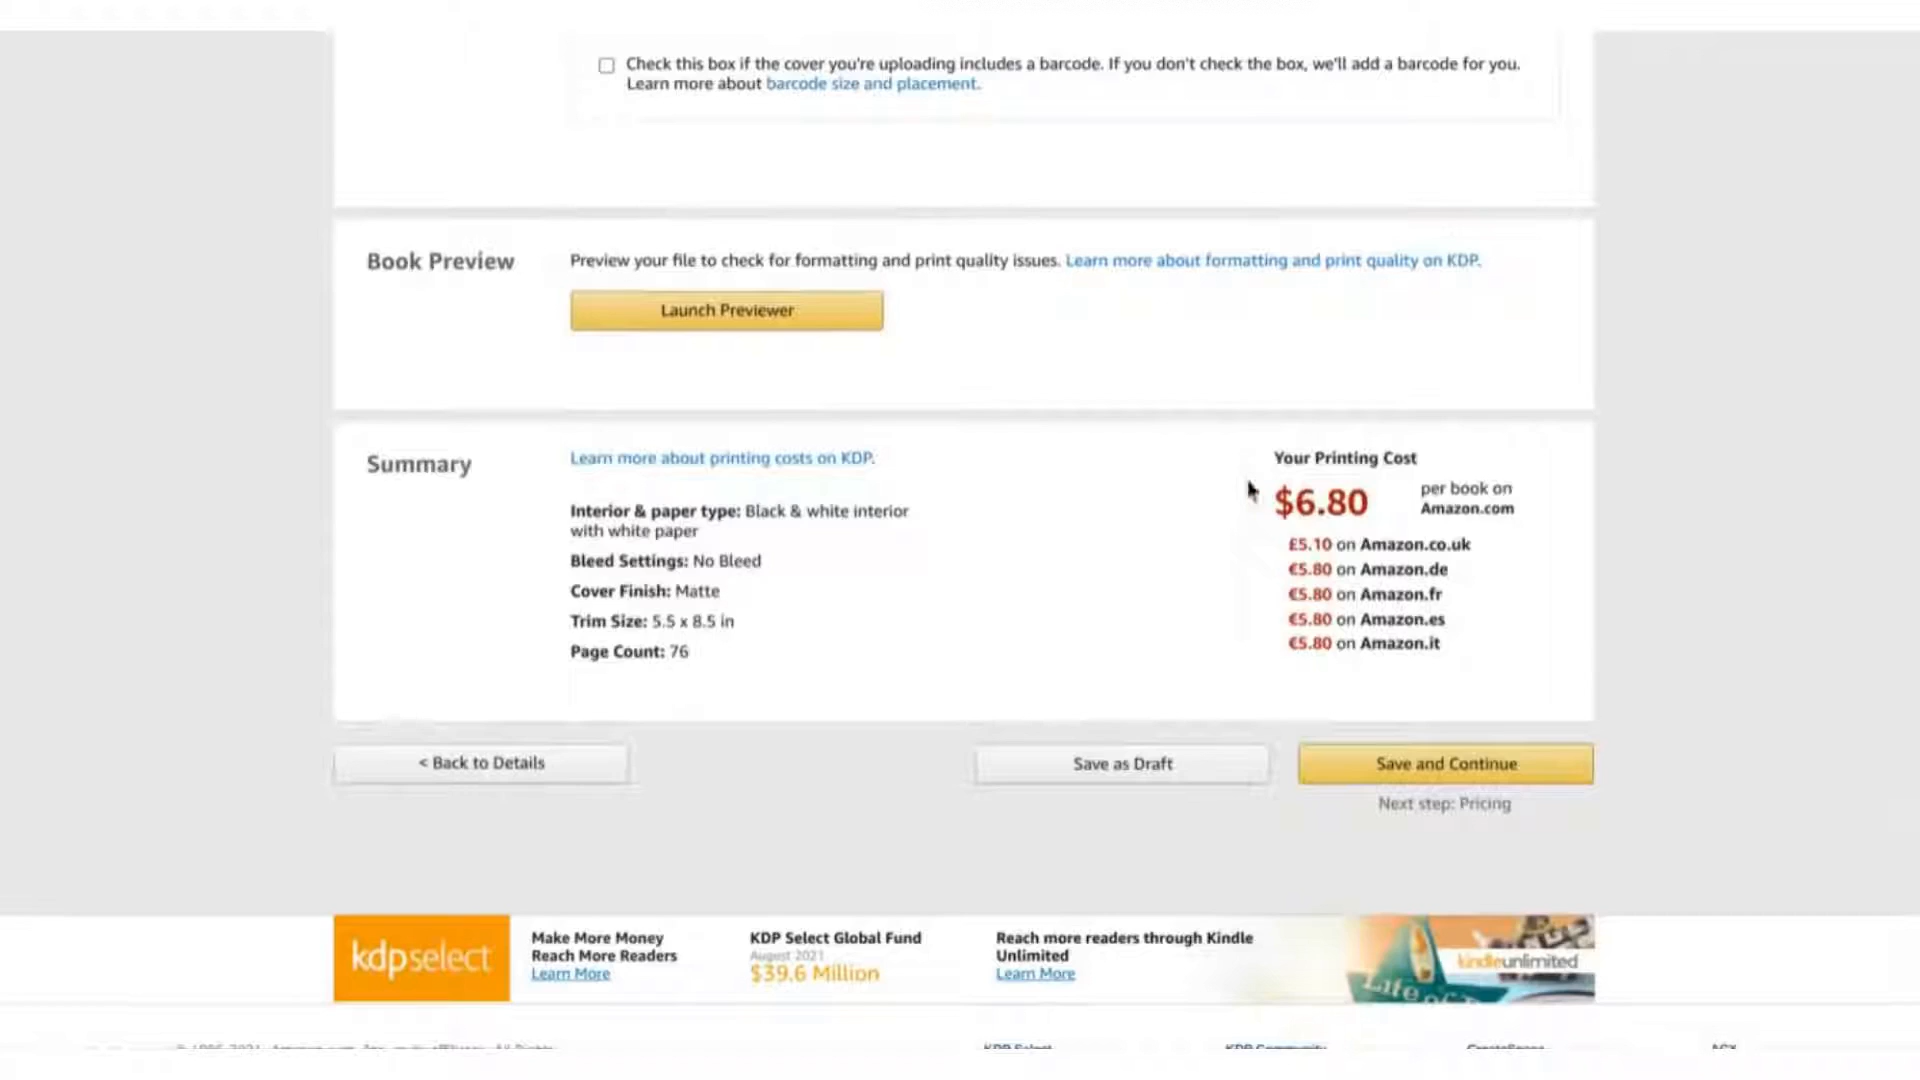 Check this box if the cover you're uploading includes a barcode. If you don't check the box, we'll add a barcode for you.
Learn more about barcode size and placement.
Book Preview
Preview your file to check for formatting and print quality issues. Learn more about formatting and print quality on KDP.
Launch Previewer
Summary
Learn more about printing costs on KDP.
Interior & paper type: Black & white interior
with white paper
Bleed Settings: No Bleed
Cover Finish: Matte
Trim Size: 5.5 x 8.5 in
Page Count: 76
Your Printing Cost
$6.80
per book on
Amazon.com
£5.10 on Amazon.co.uk
€5.80 on Amazon.de
€5.80 on Amazon.fr
€5.80 on Amazon.es
€5.80 on Amazon.it
< Back to Details
Save as Draft
Save and Continue
Next step: Pricing
kdpselect
Make More Money
Reach More Readers
Learn More
KDP Select Global Fund
August 2021
$39.6 Million
Reach more readers through Kindle
Unlimited
Learn More
kindleunlimited
Life of